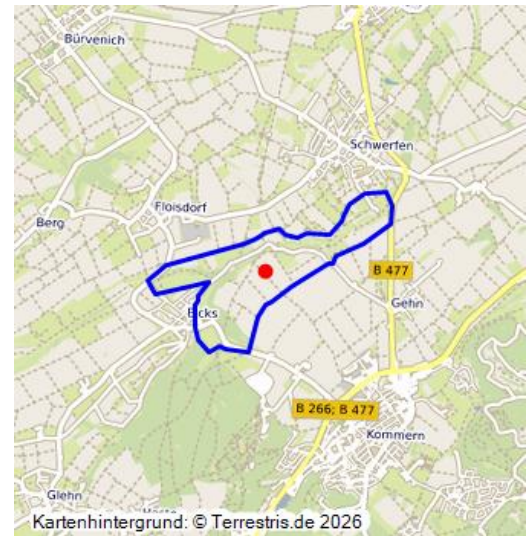 Bürvenich
Schwerfen
Floisdorf
Berg
B 477
Gehn
Eicks
B 266; B 477
Kommern
Glehn
Kartenhintergrund: © Terrestris.de 2026